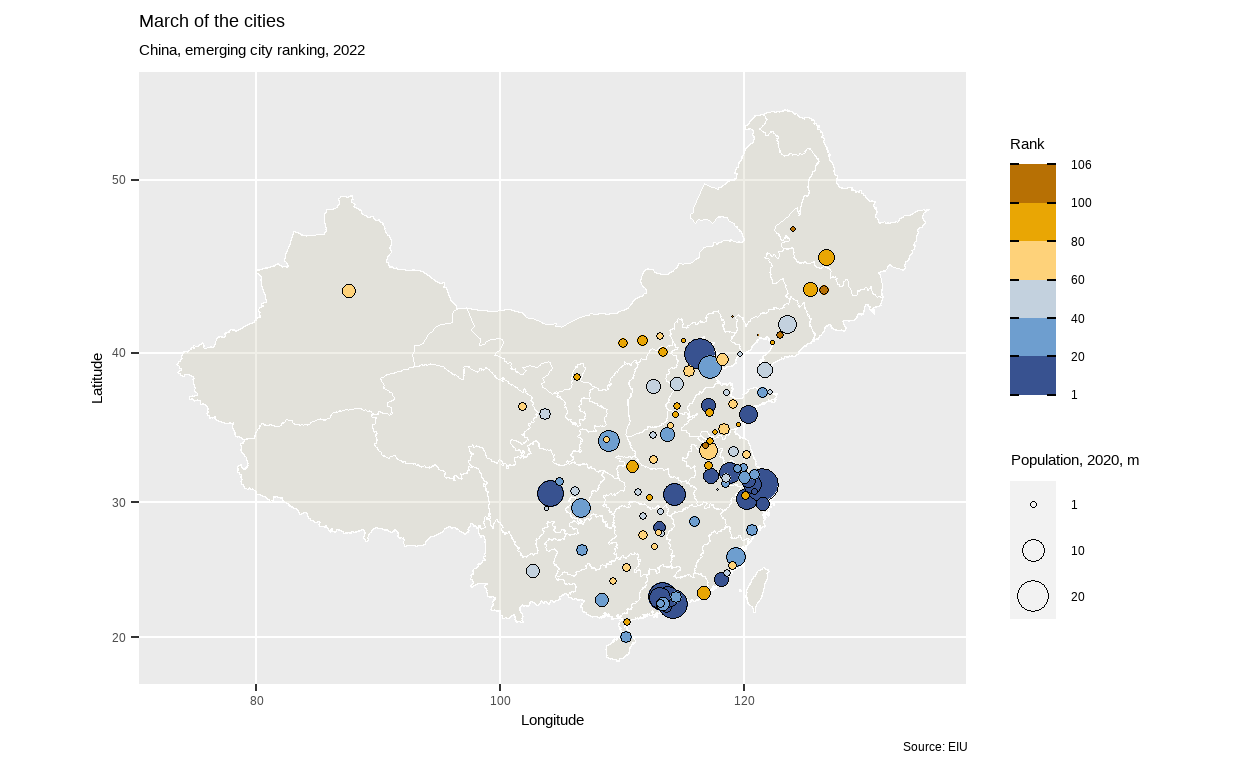 March of the cities
China, emerging city ranking, 2022
Latitude
50
40
30
20
80
100
120
Longitude
Rank
106
100
80
60
40
20
1
Population, 2020, m
1
10
20
Source: EIU